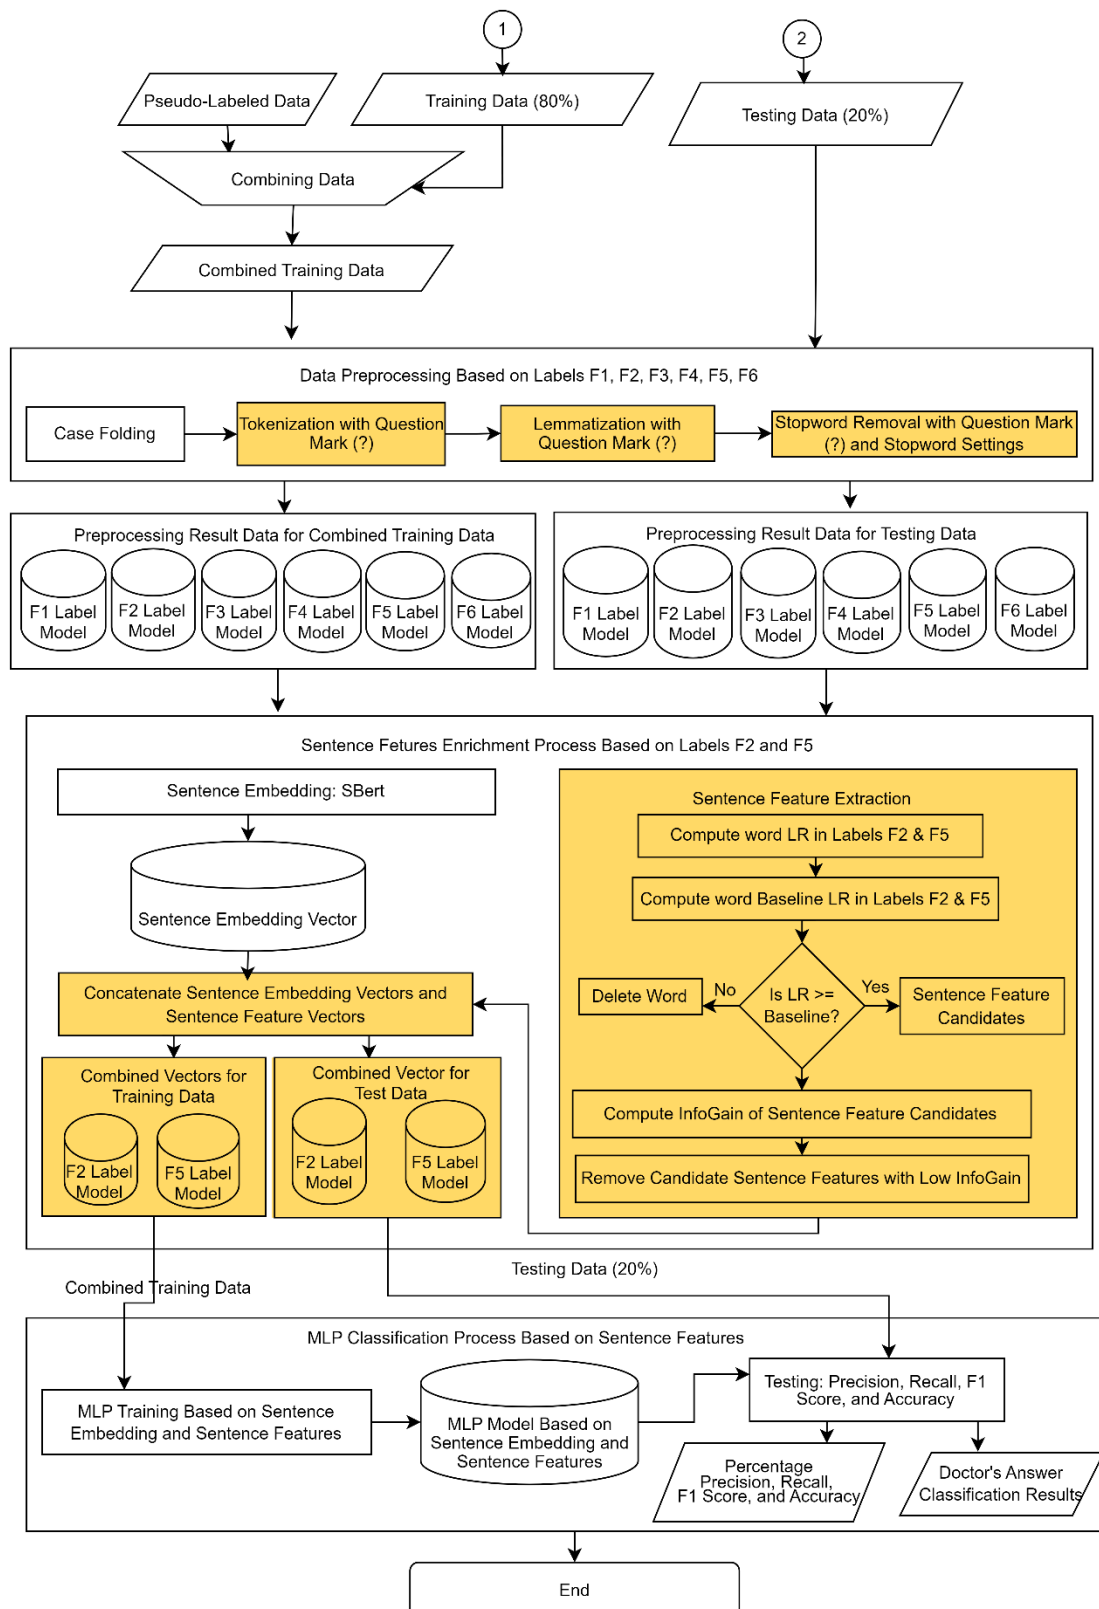 1
2
Pseudo-Labeled Data
Training Data (80%)
Testing Data (20%)
Combining Data
Combined Training Data
Data Preprocessing Based on Labels F1, F2, F3, F4, F5, F6
Case Folding
Tokenization with Question
Mark (?)
Lemmatization with
Question Mark (?)
Stopword Removal with Question Mark
(?) and Stopword Settings
Preprocessing Result Data for Combined Training Data
F1 Label
Model
F2 Label
Model
F3 Label
Model
F4 Label
Model
F5 Label
Model
F6 Label
Model
Preprocessing Result Data for Testing Data
F1 Label
Model
F2 Label
Model
F3 Label
Model
F4 Label
Model
F5 Label
Model
F6 Label
Model
Sentence Fetures Enrichment Process Based on Labels F2 and F5
Sentence Embedding: SBert
Sentence Embedding Vector
Concatenate Sentence Embedding Vectors and
Sentence Feature Vectors
Combined Vectors for
Training Data
F2 Label
Model
F5 Label
Model
Combined Vector for
Test Data
F2 Label
Model
F5 Label
Model
Sentence Feature Extraction
Compute word LR in Labels F2 & F5
Compute word Baseline LR in Labels F2 & F5
Is LR >=
Baseline?
No
Yes
Delete Word
Sentence Feature
Candidates
Compute InfoGain of Sentence Feature Candidates
Remove Candidate Sentence Features with Low InfoGain
Combined Training Data
Testing Data (20%)
MLP Classification Process Based on Sentence Features
MLP Training Based on Sentence
Embedding and Sentence Features
MLP Model Based on
Sentence Embedding and
Sentence Features
Testing: Precision, Recall, F1
Score, and Accuracy
Percentage
Precision, Recall,
F1 Score, and Accuracy
Doctor's Answer
Classification Results
End